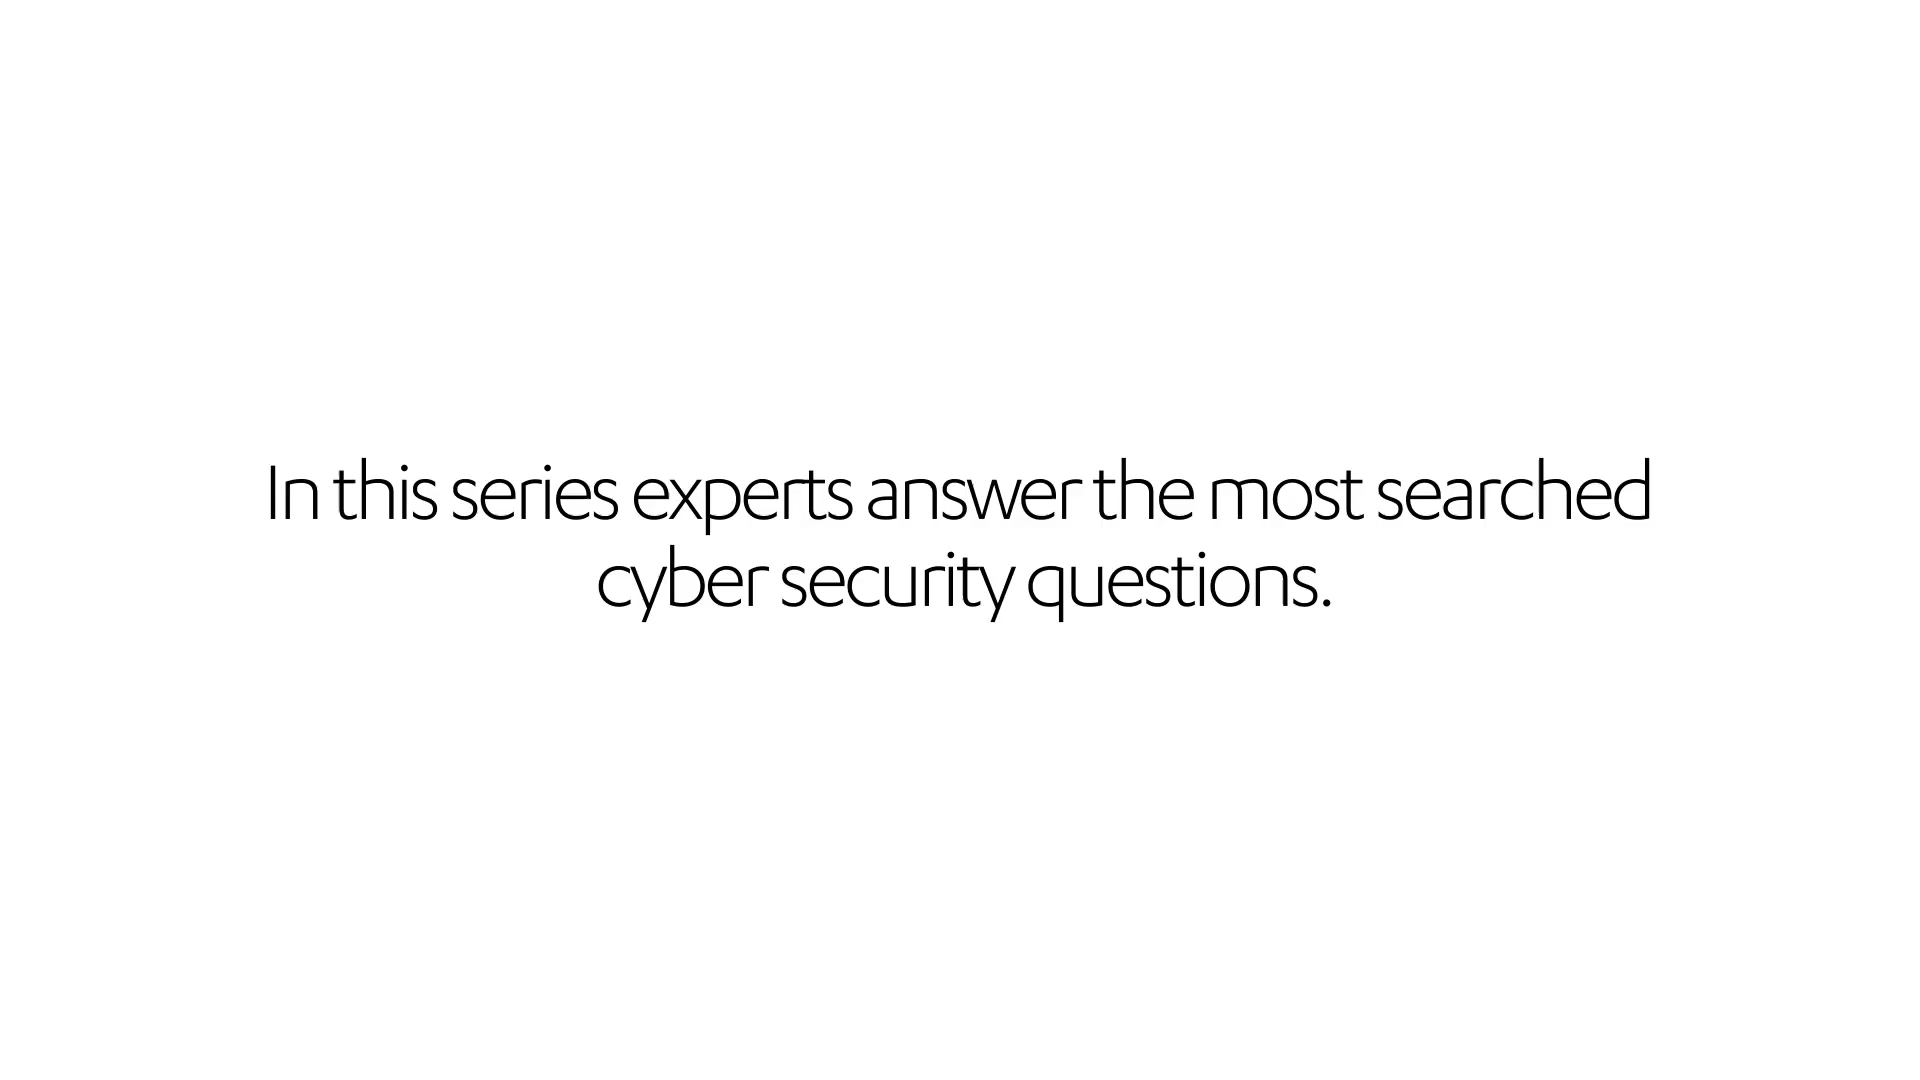 In this series experts answer the most searched
cyber security questions.